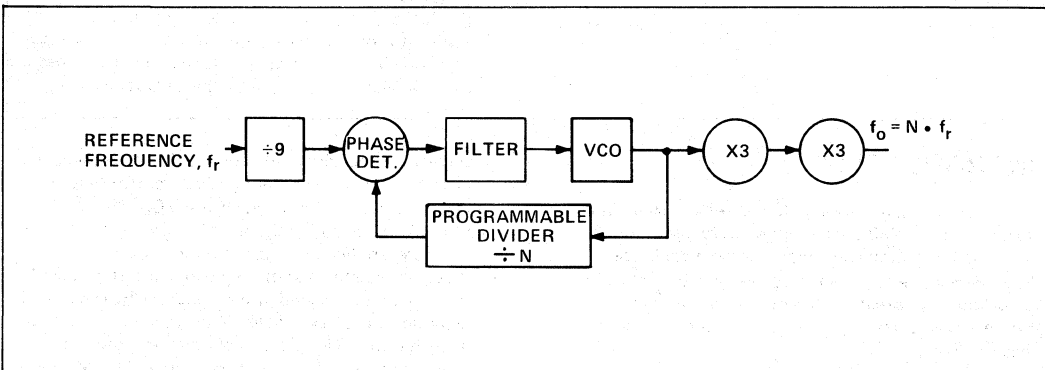 REFERENCE
FREQUENCY, fr
÷9
PHASE
DET.
FILTER
VCO
X3
X3
fo = N • fr
PROGRAMMABLE
DIVIDER
÷ N